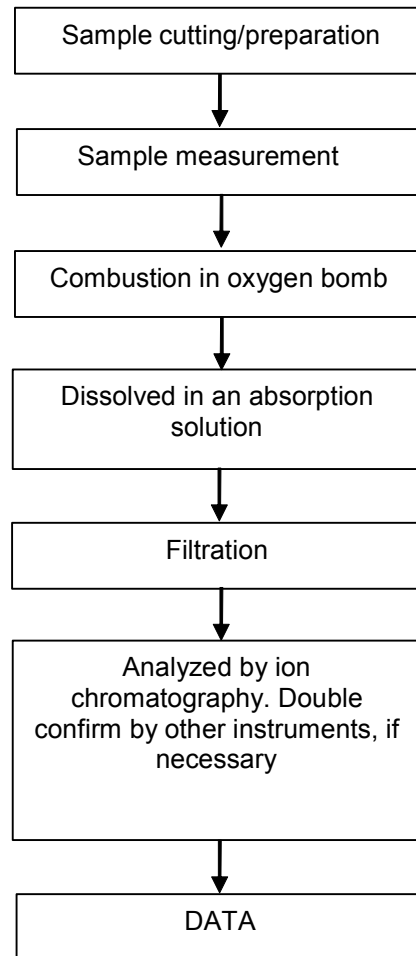 Sample cutting/preparation
Sample measurement
Combustion in oxygen bomb
Dissolved in an absorption
solution
Filtration
Analyzed by ion
chromatography. Double
confirm by other instruments, if
necessary
DATA